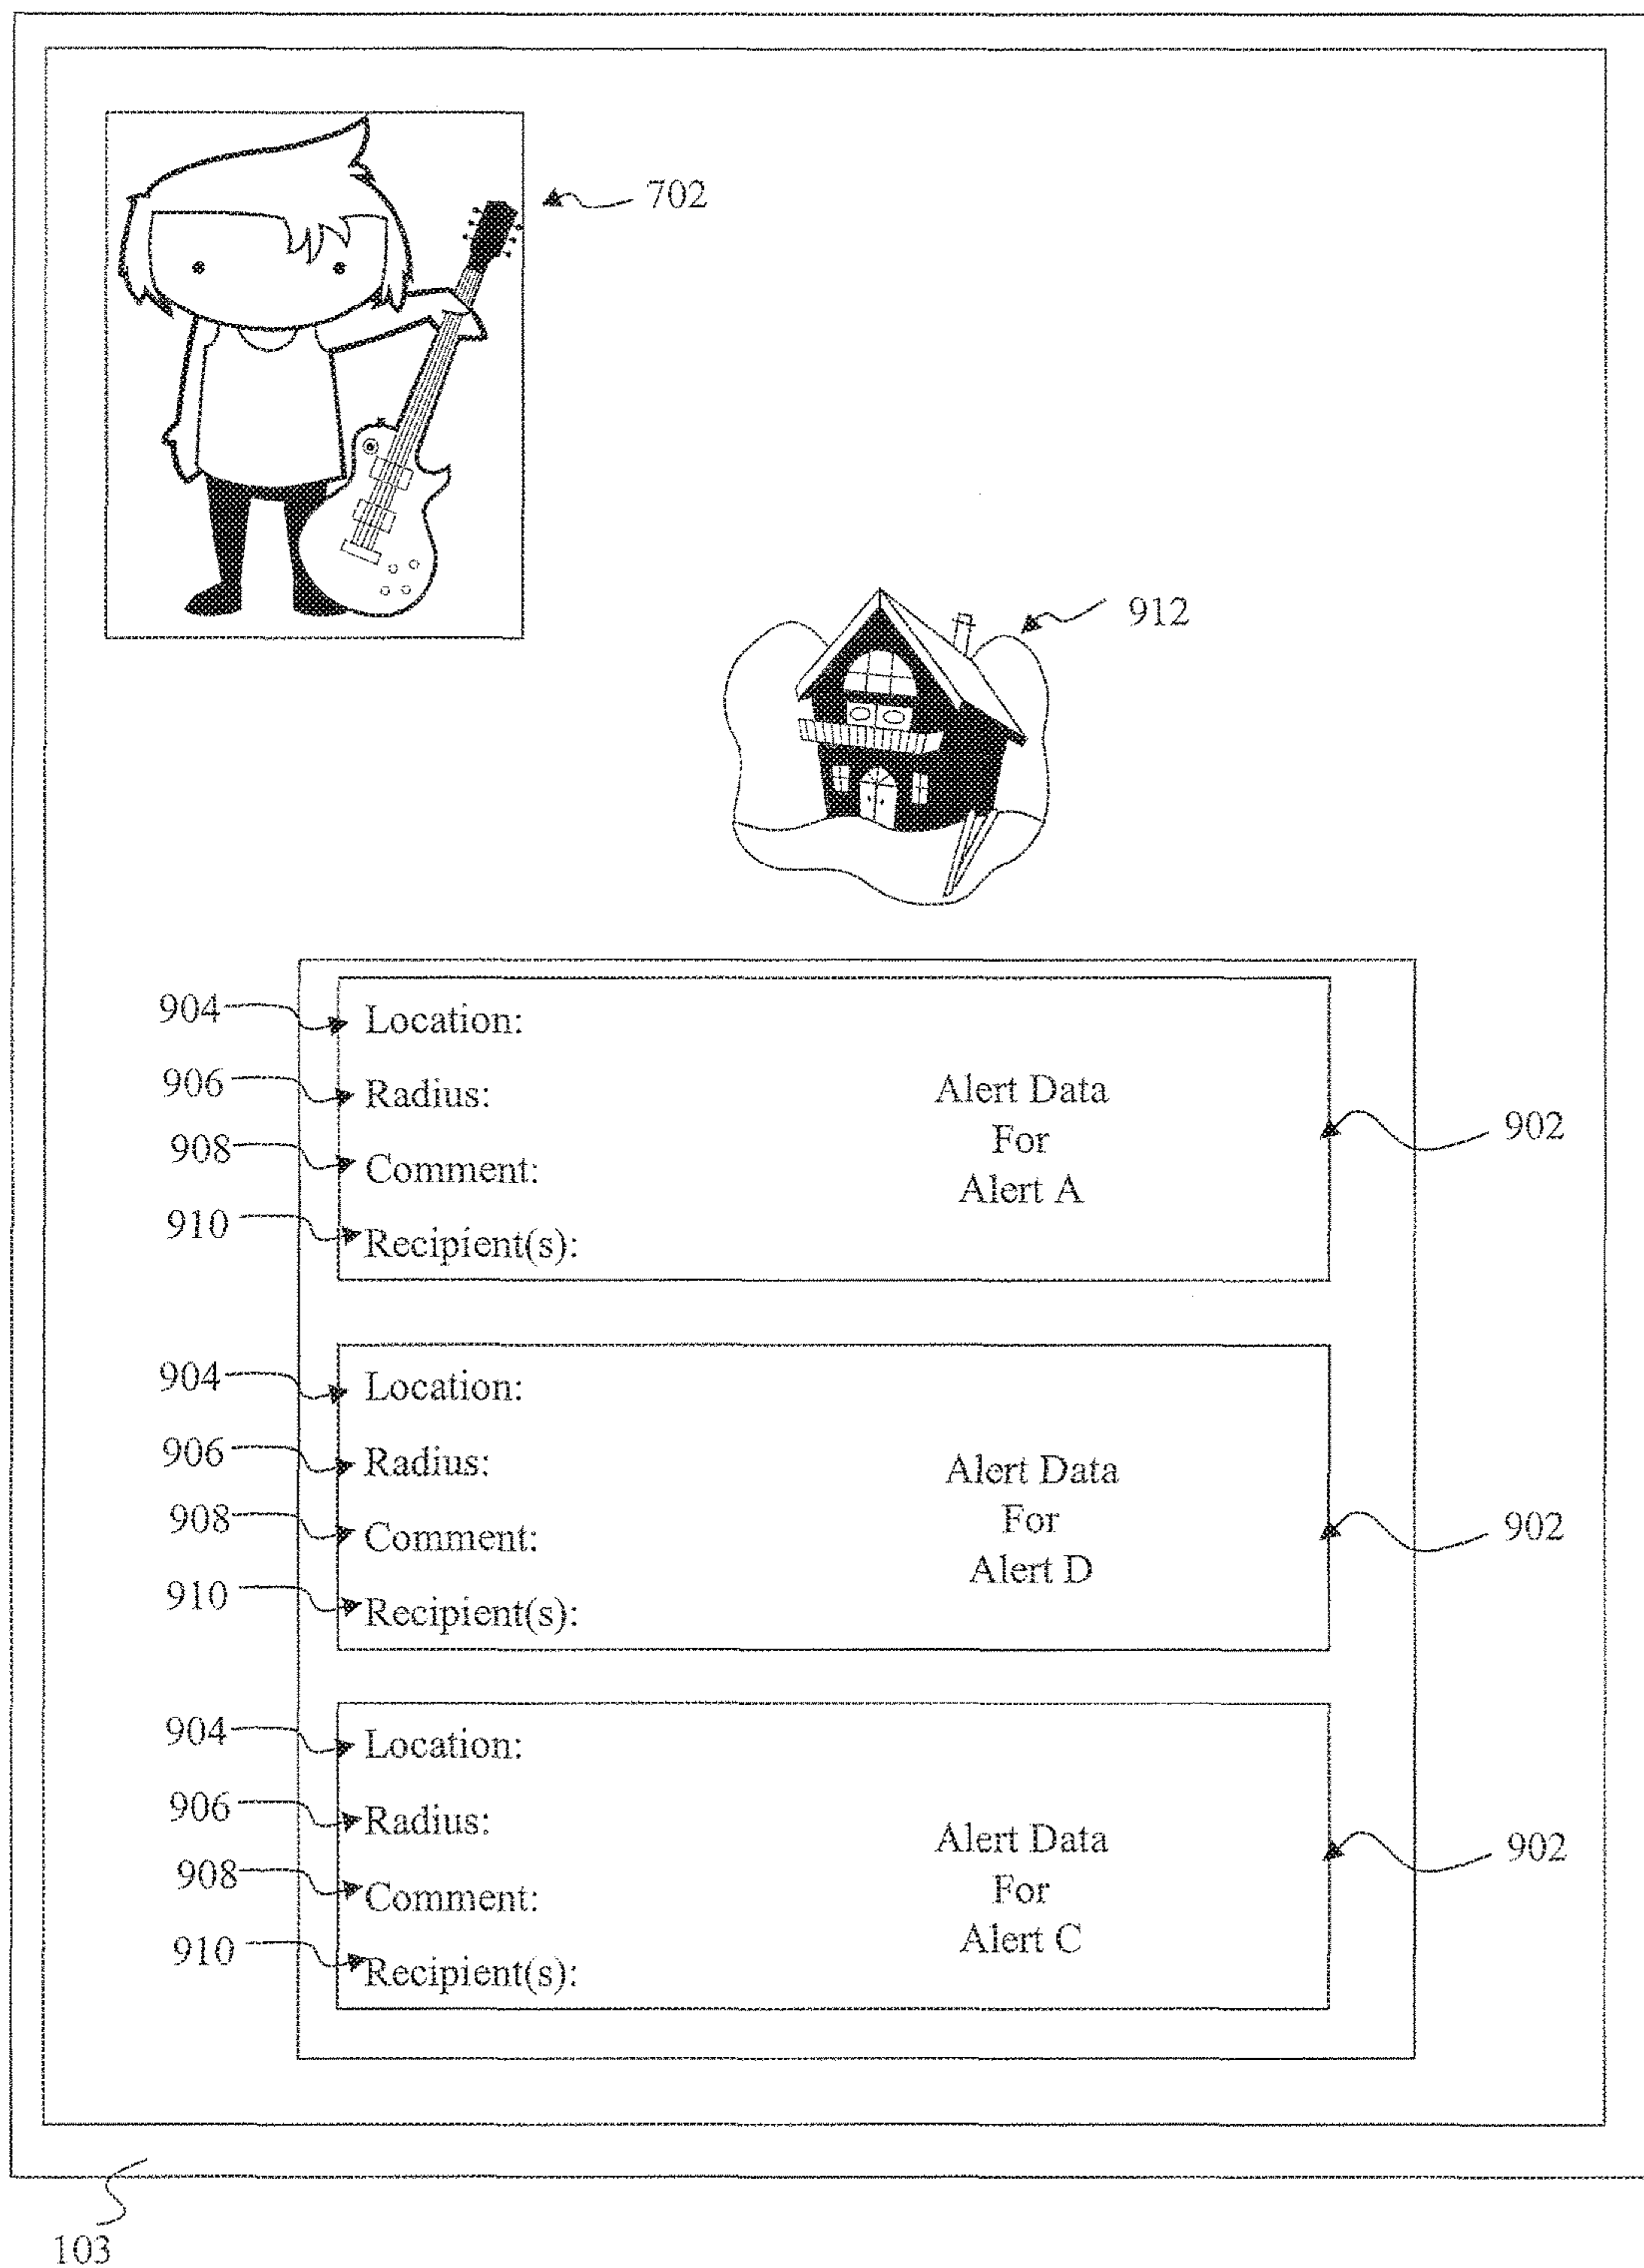 702
912
904
Location:
906
Radius:
Alert Data
For
Alert A
902
908
Comment:
910
Recipient(s):
904
Location:
906
Radius:
Alert Data
For
Alert D
902
908
Comment:
910
Recipient(s):
904
Location:
906
Radius:
Alert Data
For
Alert C
902
908
Comment:
910
Recipient(s):
103